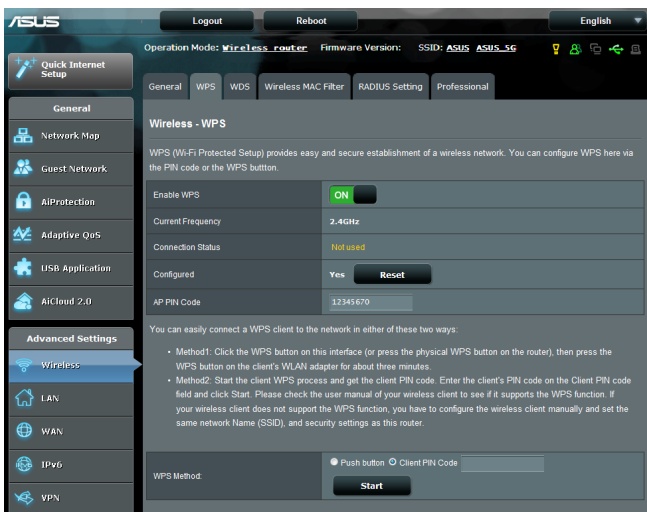 ASUS
Logout
Reboot
English
Operation Mode: Wireless router Firmware Version: SSID: ASUS ASUS_5G
Quick Internet
Setup
General
WPS
WDS
Wireless MAC Filter
RADIUS Setting
Professional
General
Network Map
Guest Network
AiProtection
Adaptive QoS
USB Application
AiCloud 2.0
Advanced Settings
Wireless
LAN
WAN
IPv6
VPN
Wireless - WPS
WPS (Wi-Fi Protected Setup) provides easy and secure establishment of a wireless network. You can configure WPS here via
the PIN code or the WPS buttton.
Enable WPS ON
Current Frequency 2.4GHz
Connection Status Not used
Configured Yes Reset
AP PIN Code 12345670
You can easily connect a WPS client to the network in either of these two ways:
• Method1: Click the WPS button on this interface (or press the physical WPS button on the router), then press the
WPS button on the client's WLAN adapter for about three minutes.
• Method2: Start the client WPS process and get the client PIN code. Enter the client's PIN code on the Client PIN code
field and click Start. Please check the user manual of your wireless client to see if it supports the WPS function. If
your wireless client does not support the WPS function, you have to configure the wireless client manually and set the
same network Name (SSID), and security settings as this router.
WPS Method: Push button Client PIN Code
Start